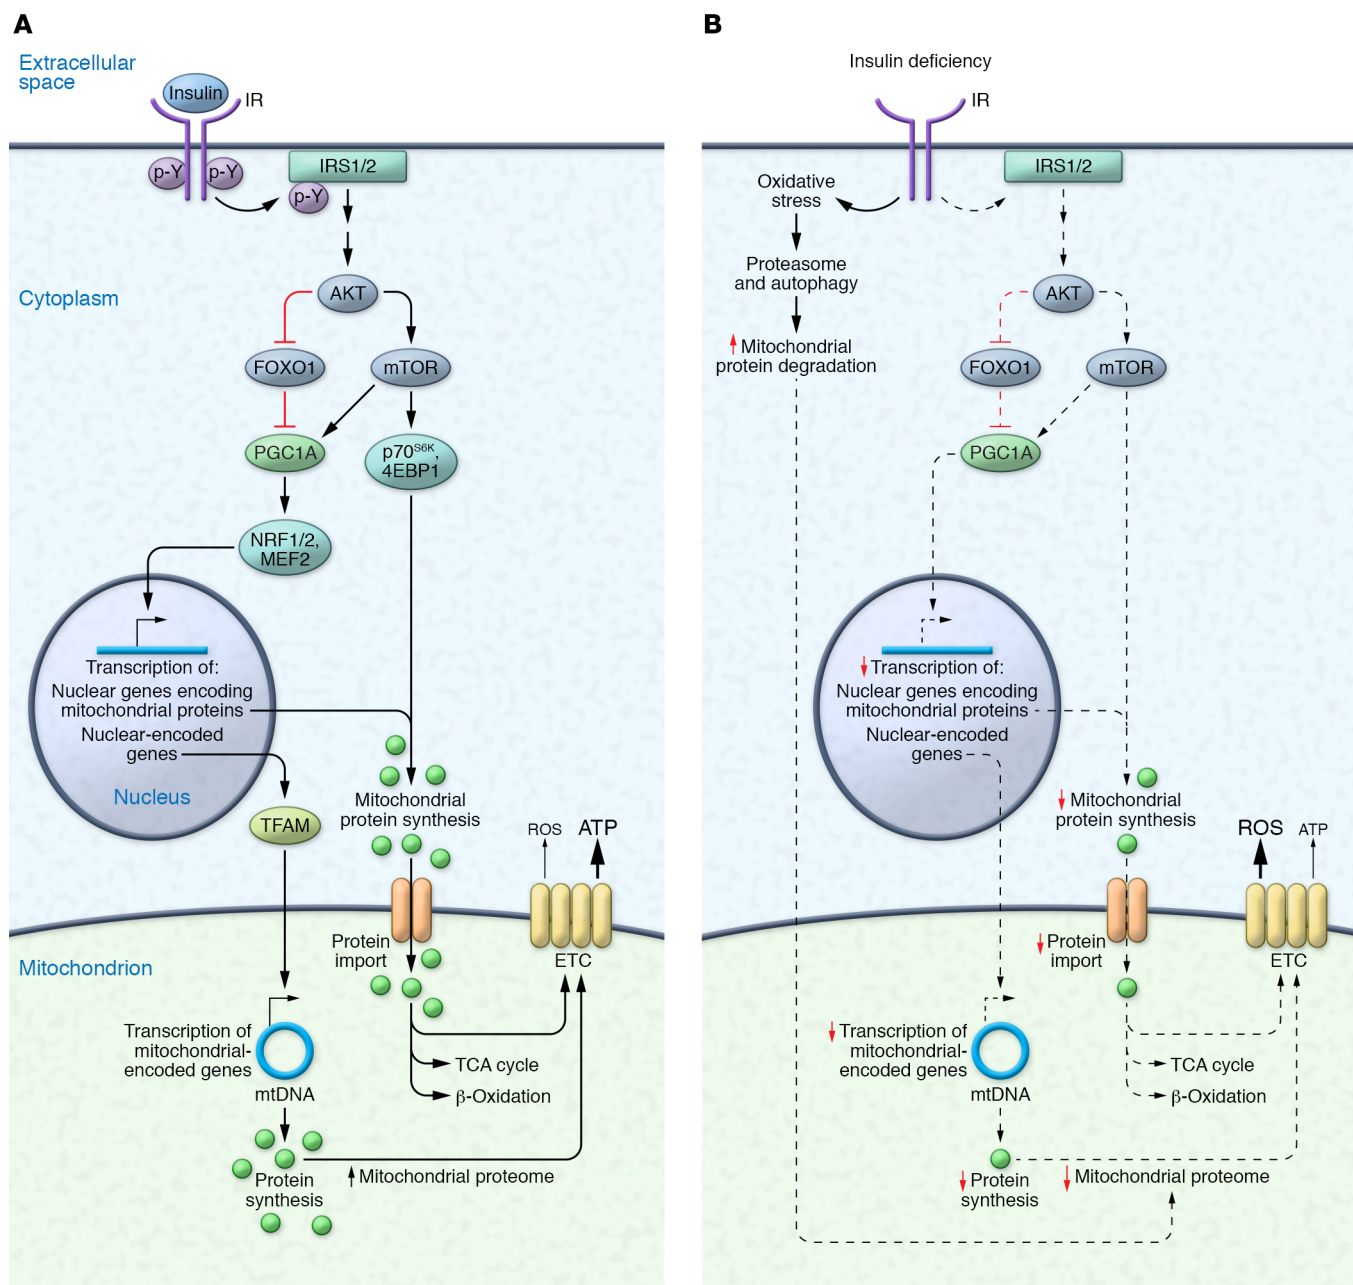 A
Extracellular
space
Insulin
IR
p-Y
p-Y
IRS1/2
p-Y
Cytoplasm
AKT
FOXO1
mTOR
PGC1A
p70S6K,
4EBP1
NRF1/2,
MEF2
Transcription of:
Nuclear genes encoding
mitochondrial proteins
Nuclear-encoded
genes
Nucleus
TFAM
Mitochondrial
protein synthesis
ROS
ATP
Protein
import
ETC
Mitochondrion
Transcription of
mitochondrial-
encoded genes
mtDNA
TCA cycle
β-Oxidation
Protein
synthesis
Mitochondrial proteome
B
Insulin deficiency
IR
IRS1/2
Oxidative
stress
Proteasome
and autophagy
Mitochondrial
protein degradation
AKT
FOXO1
mTOR
PGC1A
Transcription of:
Nuclear genes encoding
mitochondrial proteins
Nuclear-encoded
genes
Mitochondrial
protein synthesis
ROS
ATP
Protein
import
ETC
Transcription of
mitochondrial-
encoded genes
mtDNA
TCA cycle
β-Oxidation
Protein
synthesis
Mitochondrial proteome